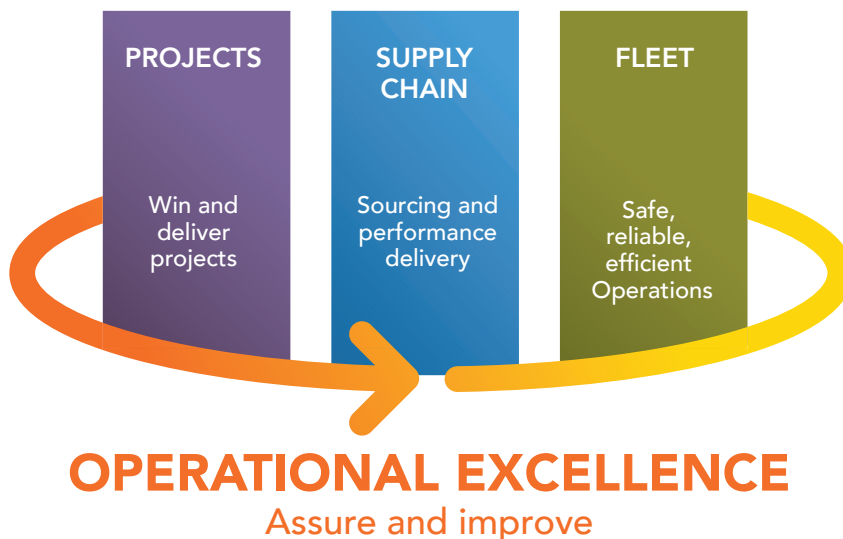 PROJECTS
Win and
deliver
projects
SUPPLY
CHAIN
Sourcing and
performance
delivery
FLEET
Safe,
reliable,
efficient
Operations
OPERATIONAL EXCELLENCE
Assure and improve